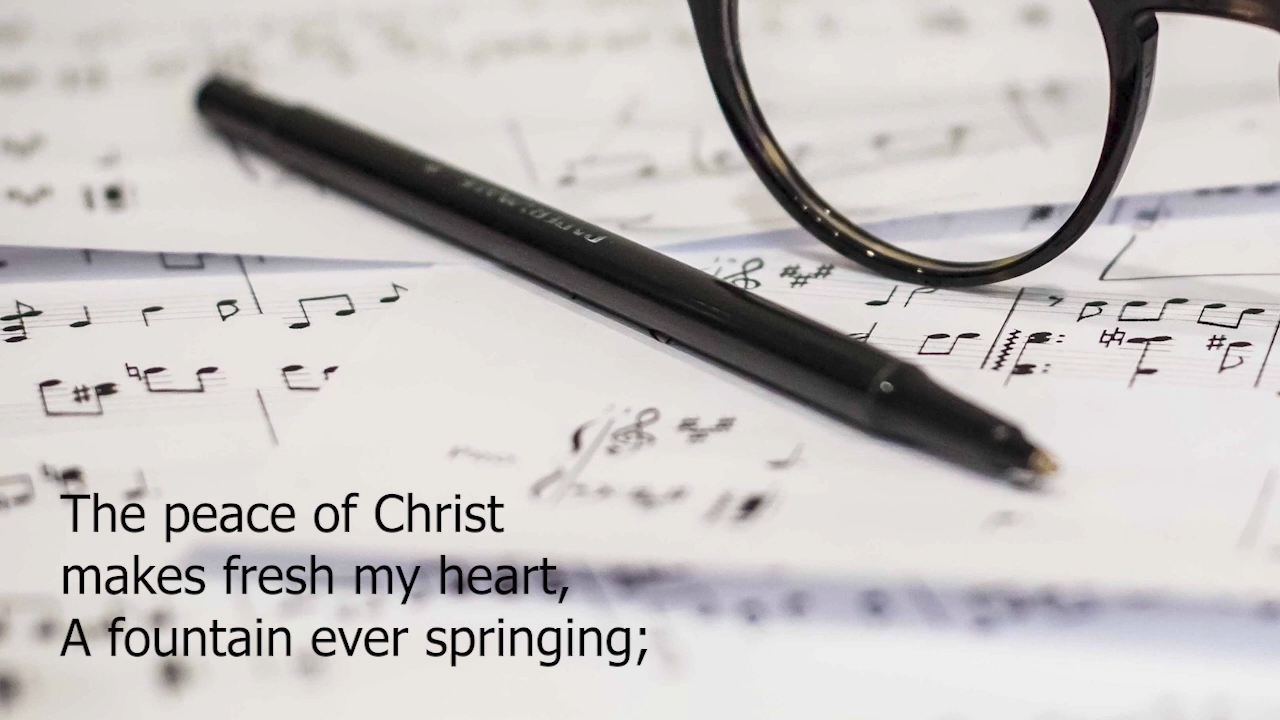 The peace of Christ
makes fresh my heart,
A fountain ever springing;